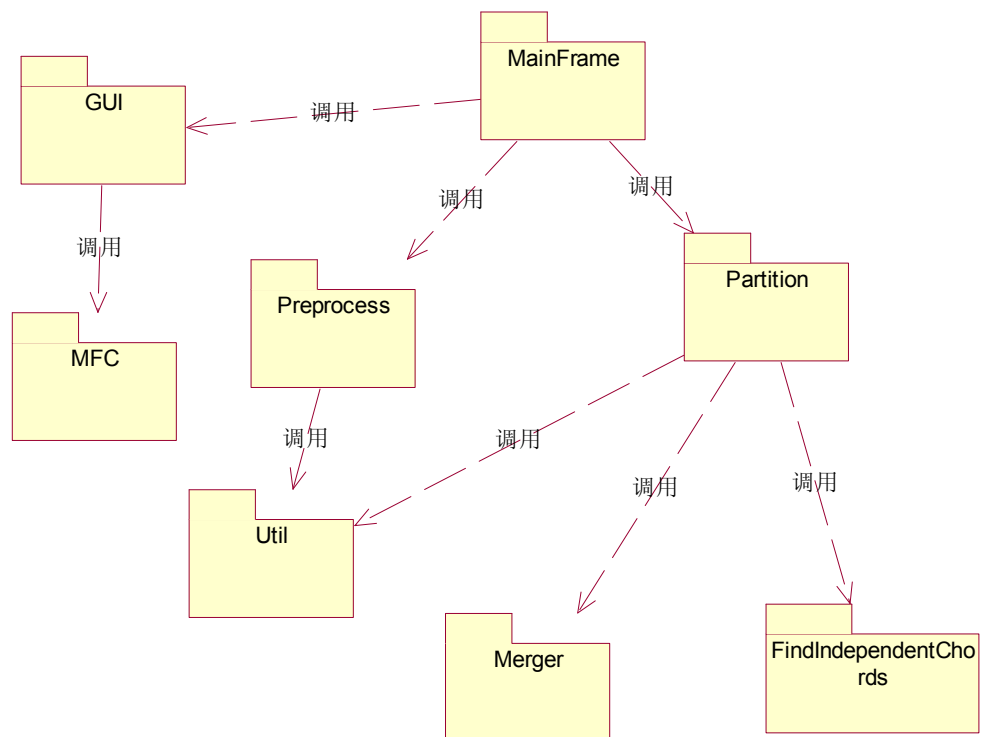 MainFrame
GUI
调用
调用
调用
调用
Partition
Preprocess
MFC
调用
调用
调用
调用
Util
Merger
FindIndependentCho
rds